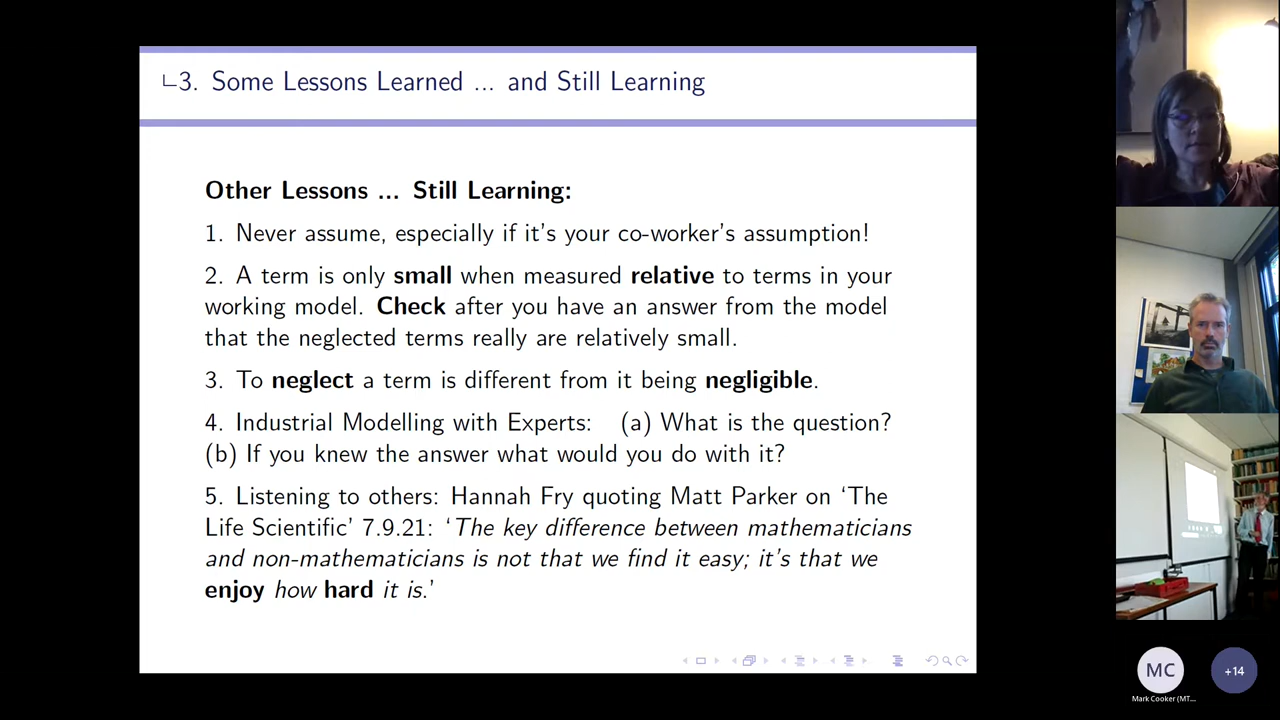 3. Some Lessons Learned ... and Still Learning
Other Lessons ... Still Learning:
1. Never assume, especially if it's your co-worker's assumption!
2. A term is only small when measured relative to terms in your
working model. Check after you have an answer from the model
that the neglected terms really are relatively small.
3. To neglect a term is different from it being negligible.
4. Industrial Modelling with Experts: (a) What is the question?
(b) If you knew the answer what would you do with it?
5. Listening to others: Hannah Fry quoting Matt Parker on ‘The
Life Scientific’ 7.9.21: ‘The key difference between mathematicians
and non-mathematicians is not that we find it easy; it's that we
enjoy how hard it is.’
MC
+14
Mark Cooker (MT...